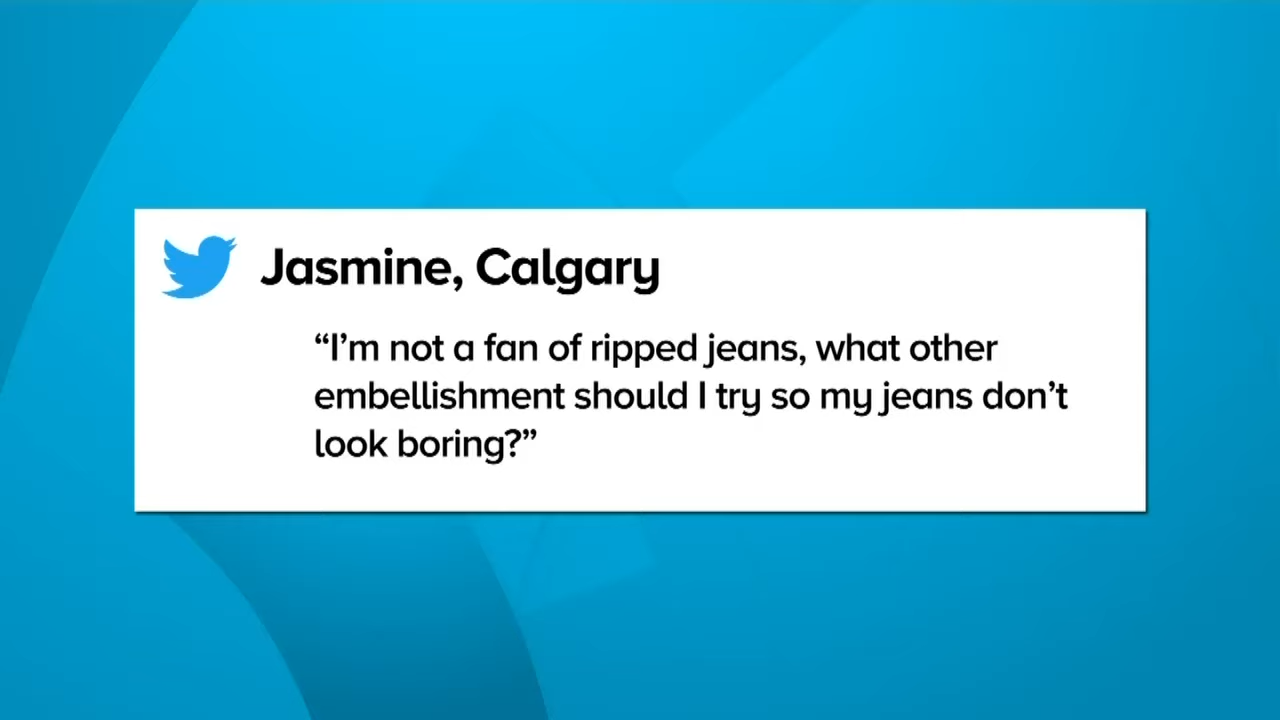 Jasmine, Calgary
“I’m not a fan of ripped jeans, what other
embellishment should I try so my jeans don’t
look boring?”